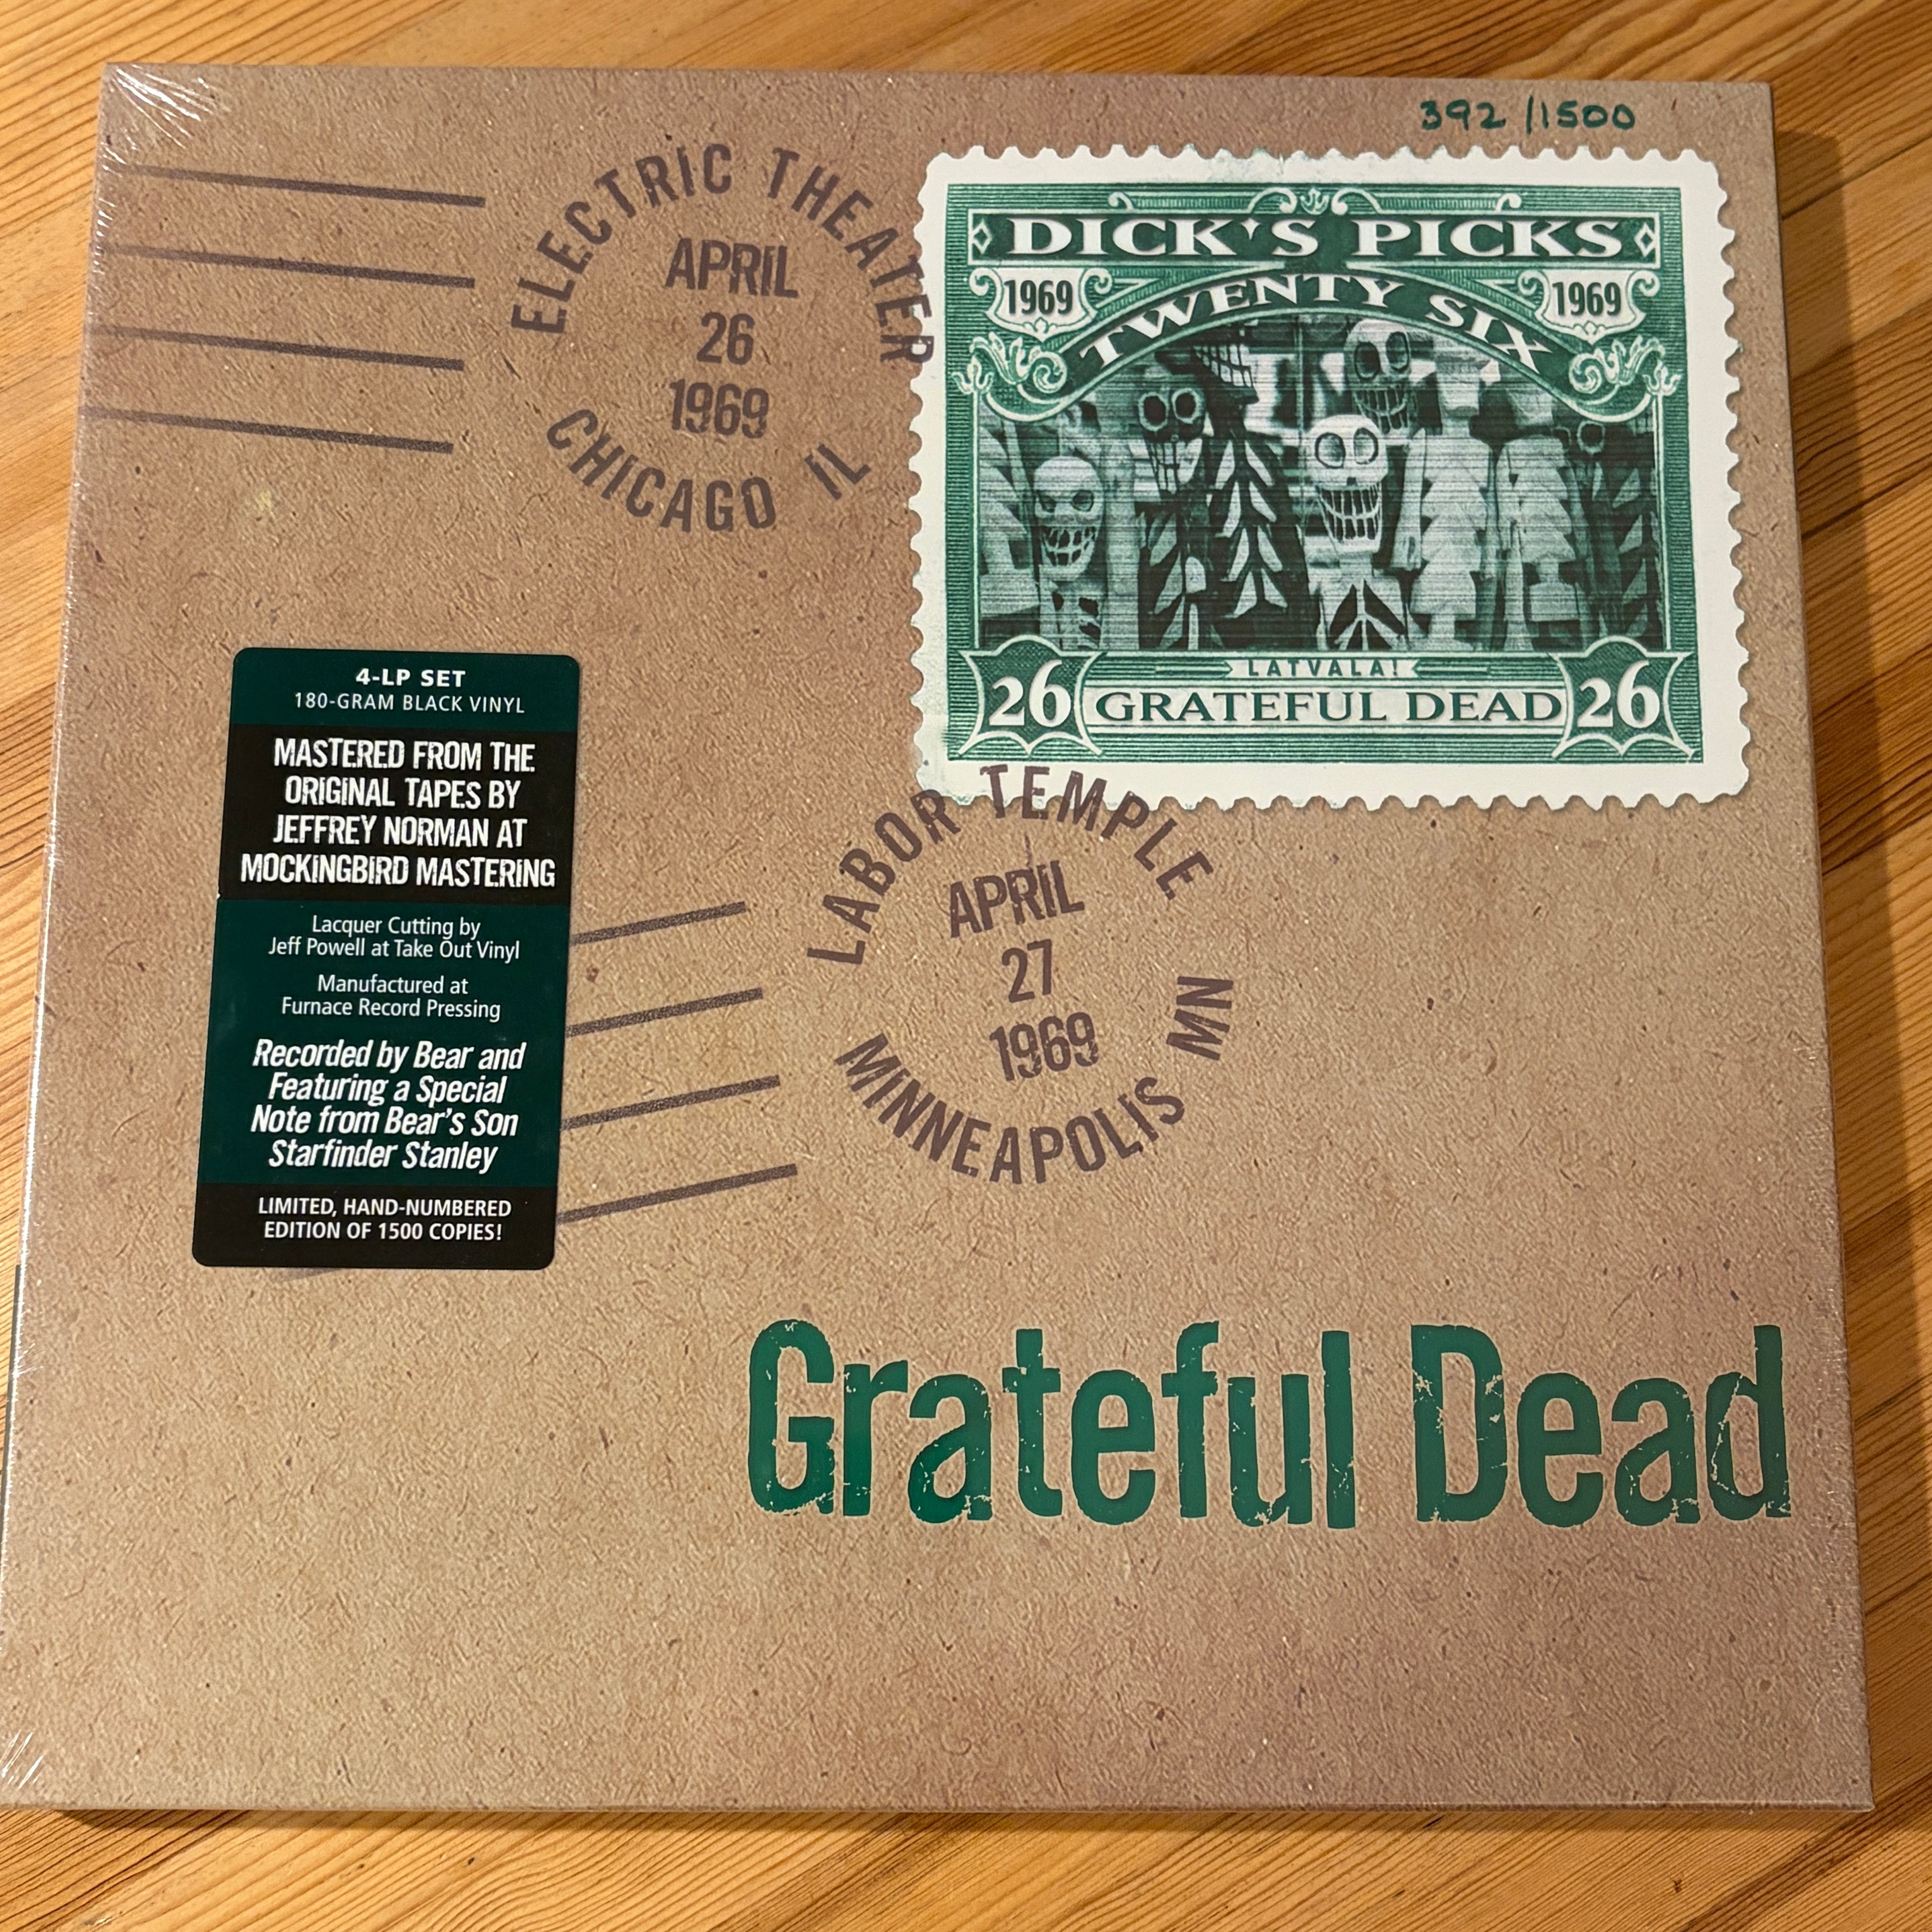 392 /1500
ELECTRIC THEATER
APRIL
26
1969
CHICAGO IL
DICK'S PICKS
1969 1969
TWENTY SIX
LATVALA!
26 GRATEFUL DEAD 26
4-LP SET
180-GRAM BLACK VINYL
MASTERED FROM THE
ORIGINAL TAPES BY
JEFFREY NORMAN AT
MOCKINGBIRD MASTERING
Lacquer Cutting by
Jeff Powell at Take Out Vinyl
Manufactured at
Furnace Record Pressing
Recorded by Bear and
Featuring a Special
Note from Bear's Son
Starfinder Stanley
LIMITED, HAND-NUMBERED
EDITION OF 1500 COPIES!
LABOR TEMPLE
APRIL
27
1969
MINNEAPOLIS MN
Grateful Dead